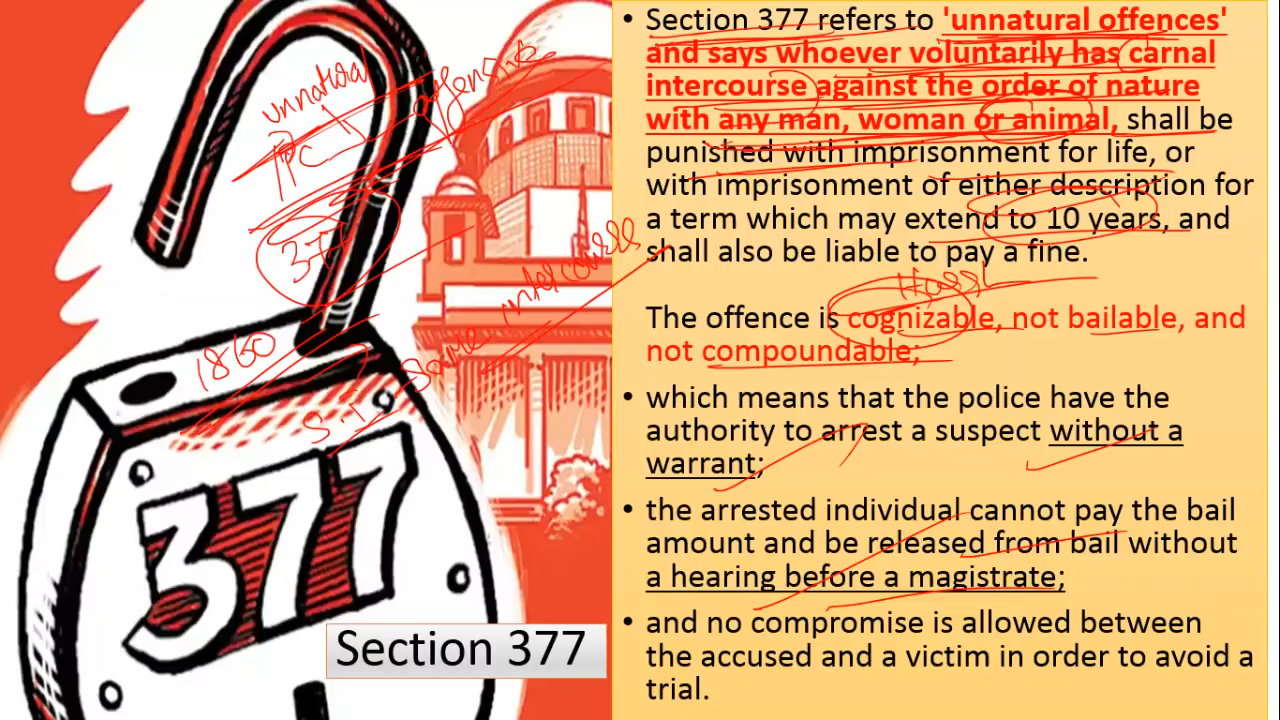 unnatural
offensive
IPC
377
1860
S.I.
Same intercourse
377
Section 377
• Section 377 refers to 'unnatural offences'
and says whoever voluntarily has carnal
intercourse against the order of nature
with any man, woman or animal, shall be
punished with imprisonment for life, or
with imprisonment of either description for
a term which may extend to 10 years, and
shall also be liable to pay a fine.
The offence is cognizable, not bailable, and
not compoundable;
• which means that the police have the
authority to arrest a suspect without a
warrant;
• the arrested individual cannot pay the bail
amount and be released from bail without
a hearing before a magistrate;
• and no compromise is allowed between
the accused and a victim in order to avoid a
trial.